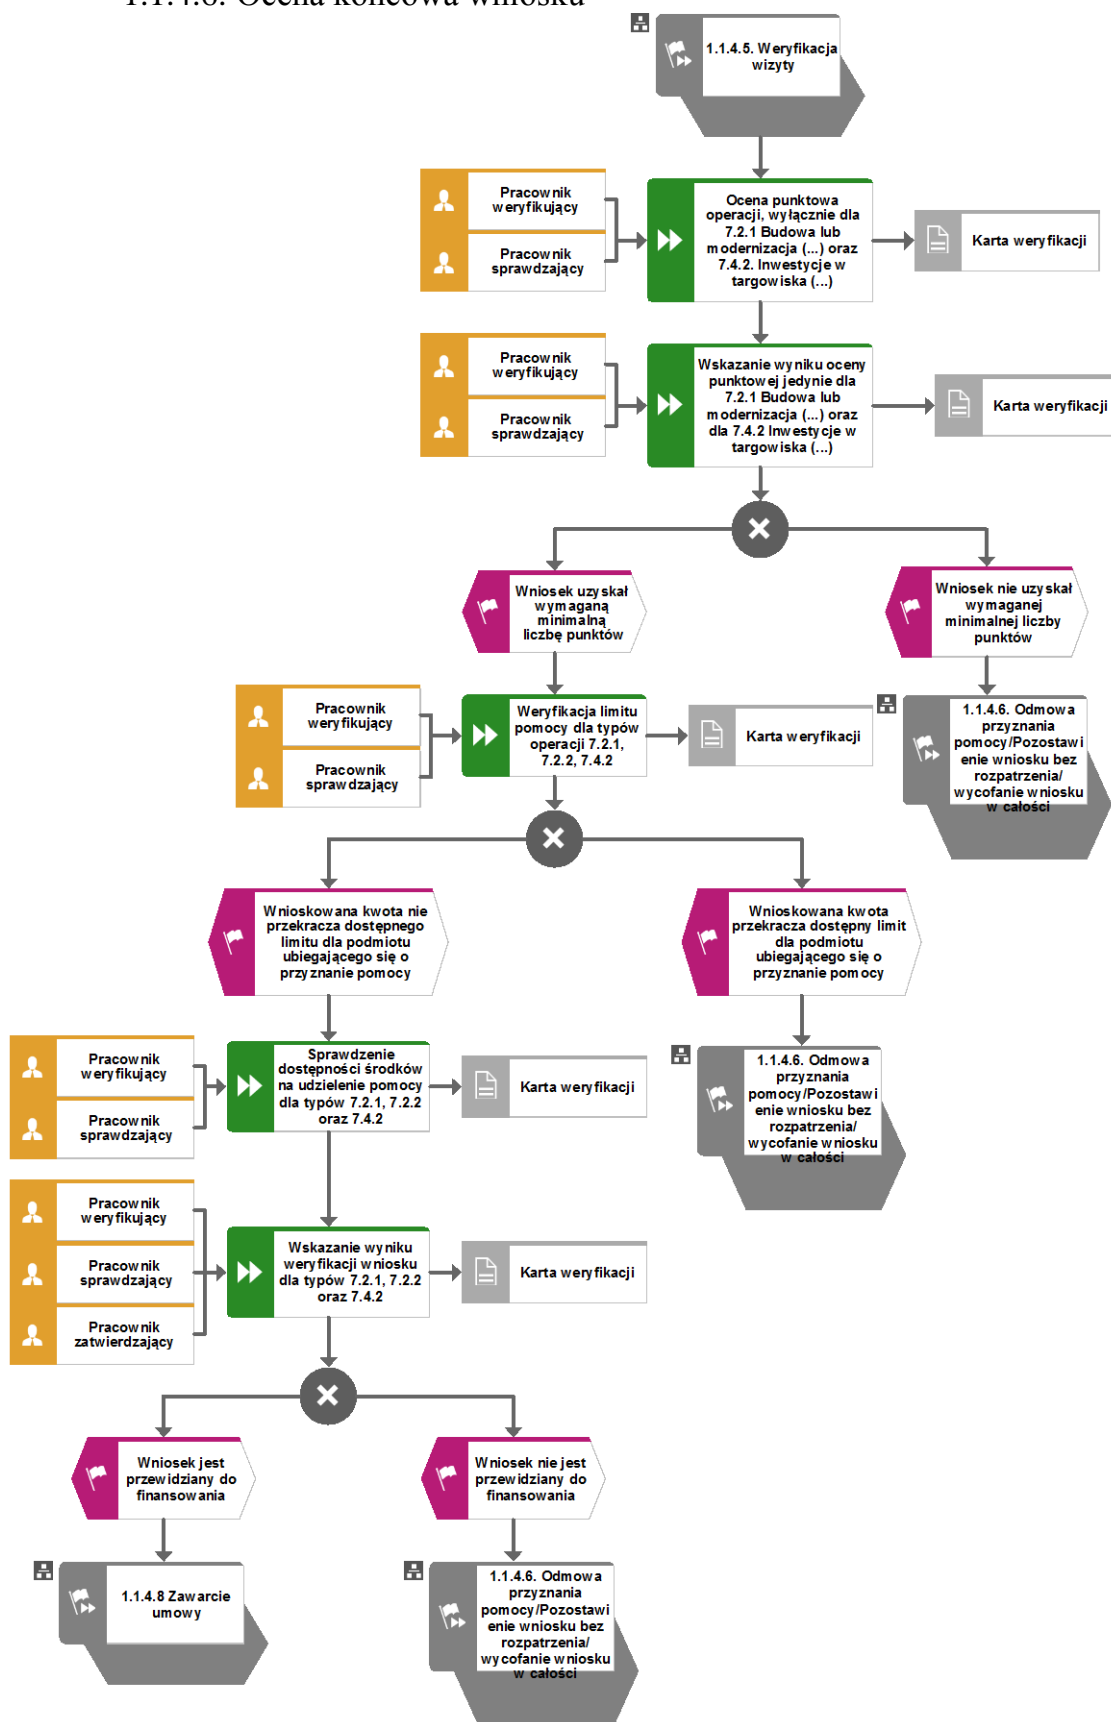 1.1.4.6. Ocena końcowa wniosku
1.1.4.5. Weryfikacja
wizyty
Pracownik
weryfikujący
Pracownik
sprawdzający
Ocena punktowa
operacji, wyłącznie dla
7.2.1 Budowa lub
modernizacja (...) oraz
7.4.2. Inwestycje w
targowiska (...)
Karta weryfikacji
Pracownik
weryfikujący
Pracownik
sprawdzający
Wskazanie wyniku oceny
punktowej jedynie dla
7.2.1 Budowa lub
modernizacja (...) oraz
dla 7.4.2 Inwestycje w
targowiska (...)
Karta weryfikacji
Wniosek uzyskał
wymaganą
minimalną
liczbę punktów
Wniosek nie uzyskał
wymaganej
minimalnej liczby
punktów
Pracownik
weryfikujący
Pracownik
sprawdzający
Weryfikacja limitu
pomocy dla typów
operacji 7.2.1,
7.2.2, 7.4.2
Karta weryfikacji
1.1.4.6. Odmowa
przyznania
pomocy/Pozostawi
enie wniosku bez
rozpatrzenia/
wycofanie wniosku
w całości
Wnioskowana kwota nie
przekracza dostępnego
limitu dla podmiotu
ubiegającego się o
przyznanie pomocy
Wnioskowana kwota
przekracza dostępny limit
dla podmiotu
ubiegającego się o
przyznanie pomocy
Pracownik
weryfikujący
Pracownik
sprawdzający
Sprawdzenie
dostępności środków
na udzielenie pomocy
dla typów 7.2.1, 7.2.2
oraz 7.4.2
Karta weryfikacji
1.1.4.6. Odmowa
przyznania
pomocy/Pozostawi
enie wniosku bez
rozpatrzenia/
wycofanie wniosku
w całości
Pracownik
weryfikujący
Pracownik
sprawdzający
Pracownik
zatwierdzający
Wskazanie wyniku
weryfikacji wniosku
dla typów 7.2.1, 7.2.2
oraz 7.4.2
Karta weryfikacji
Wniosek jest
przewidziany do
finansowania
Wniosek nie jest
przewidziany do
finansowania
1.1.4.8 Zawarcie
umowy
1.1.4.6. Odmowa
przyznania
pomocy/Pozostawi
enie wniosku bez
rozpatrzenia/
wycofanie wniosku
w całości